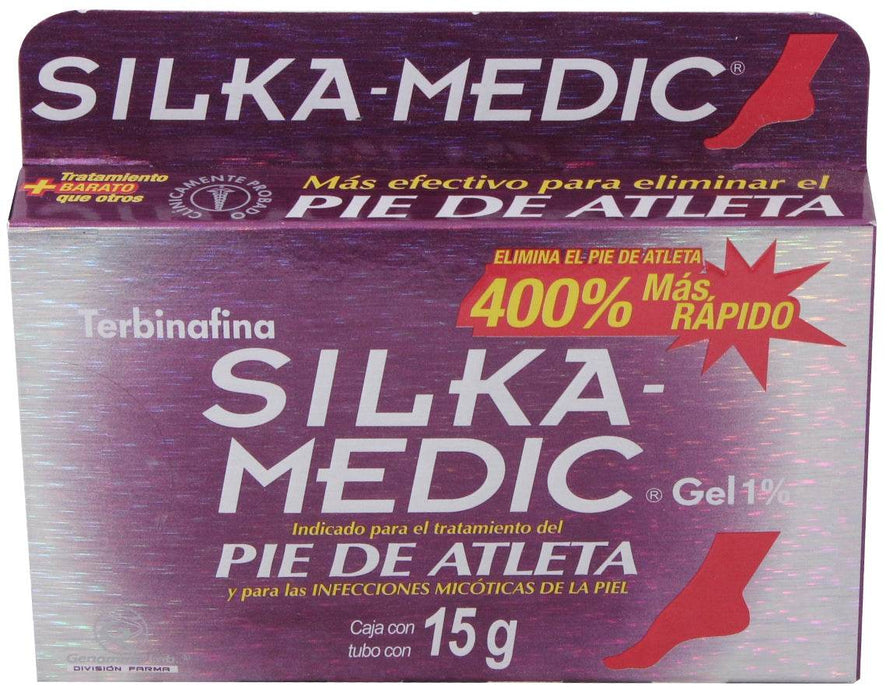 SILKA-MEDIC®
Tratamiento
+ BARATO
que otros
CLÍNICAMENTE PROBADO
Más efectivo para eliminar el
PIE DE ATLETA
ELIMINA EL PIE DE ATLETA
400% Más
RÁPIDO
Terbinafina
SILKA-
MEDIC® Gel 1%
Indicado para el tratamiento del
PIE DE ATLETA
y para las INFECCIONES MICÓTICAS DE LA PIEL
Caja con
tubo con 15 g
DIVISIÓN FARMA